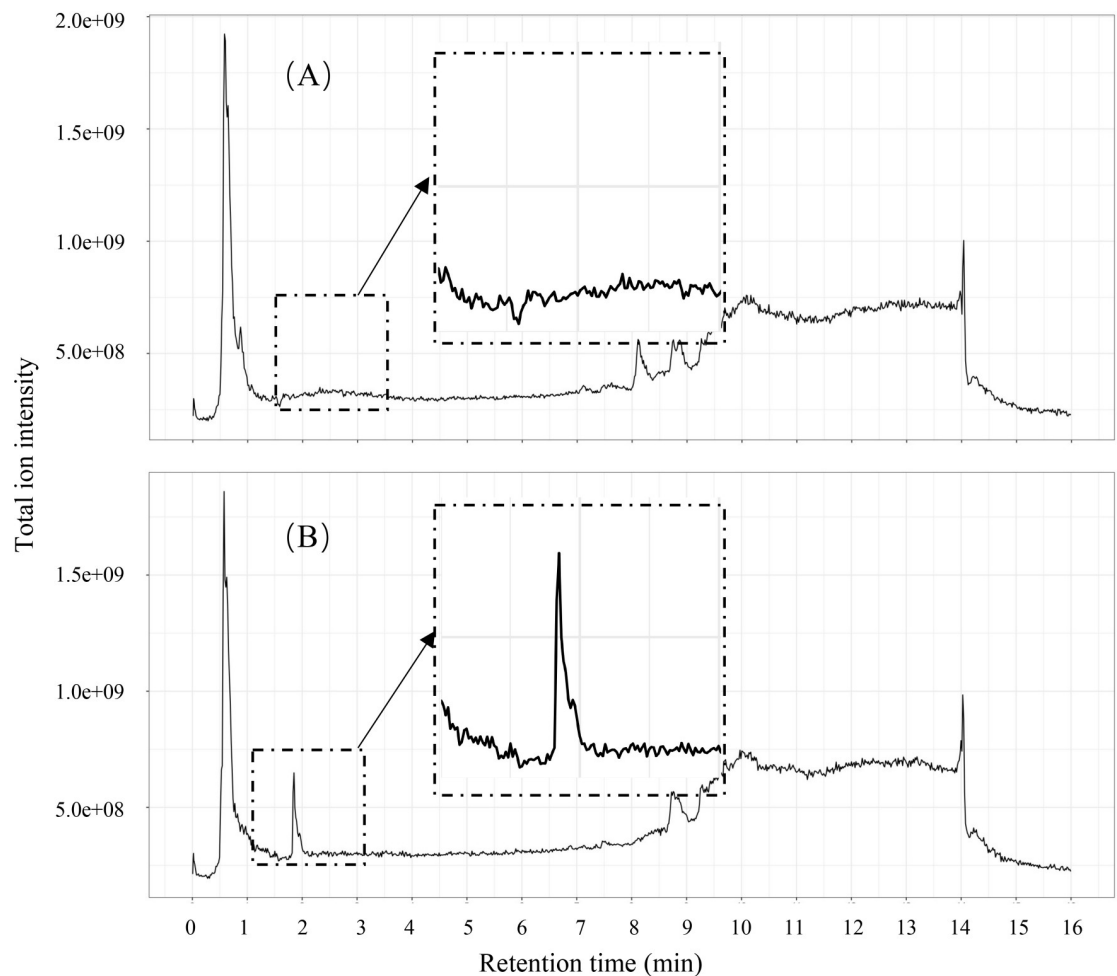 2.0e+09
(A)
1.5e+09
1.0e+09
5.0e+08
Total ion intensity
(B)
1.5e+09
1.0e+09
5.0e+08
0 1 2 3 4 5 6 7 8 9 10 11 12 13 14 15 16
Retention time (min)